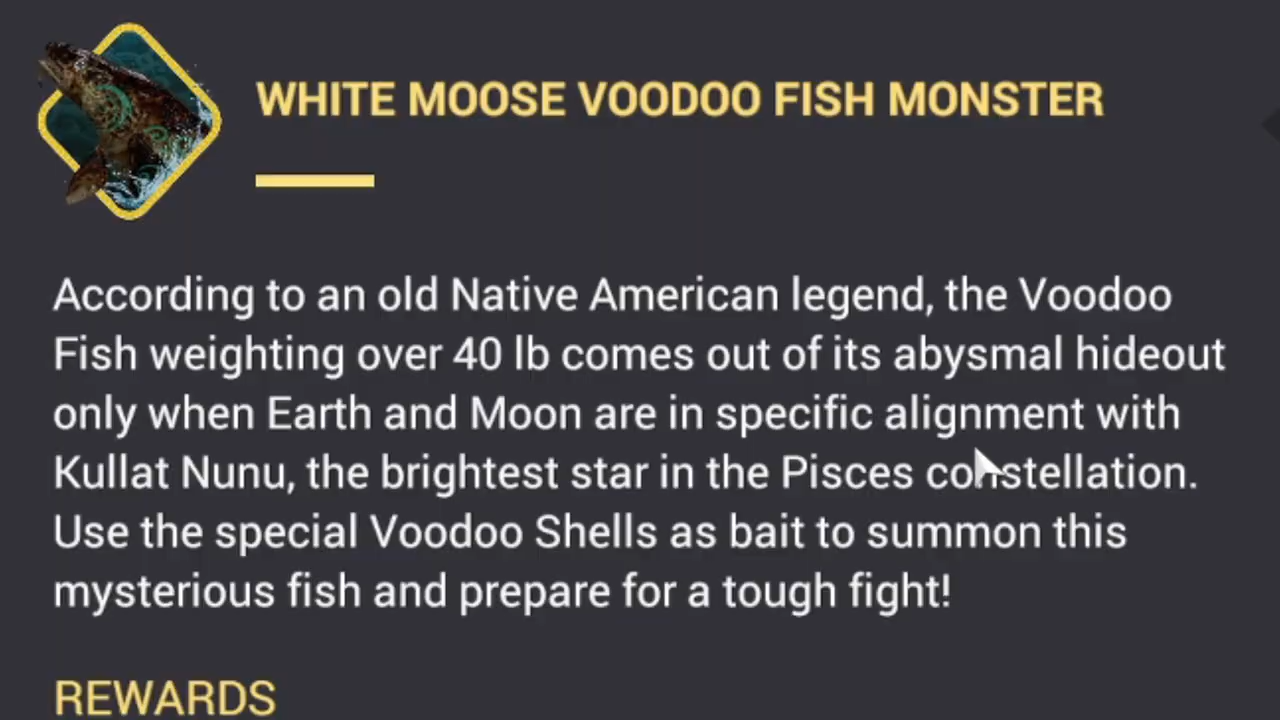 WHITE MOOSE VOODOO FISH MONSTER
According to an old Native American legend, the Voodoo
Fish weighting over 40 lb comes out of its abysmal hideout
only when Earth and Moon are in specific alignment with
Kullat Nunu, the brightest star in the Pisces constellation.
Use the special Voodoo Shells as bait to summon this
mysterious fish and prepare for a tough fight!
REWARDS